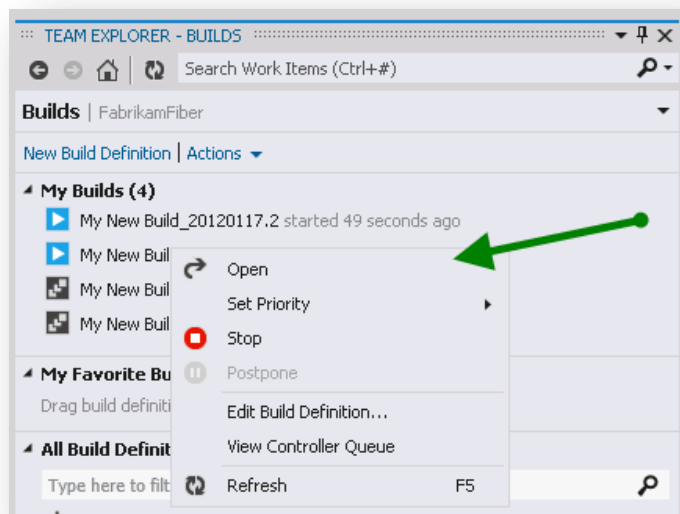 TEAM EXPLORER - BUILDS
Search Work Items (Ctrl+#)
Builds | FabrikamFiber
New Build Definition | Actions
My Builds (4)
My New Build_20120117.2 started 49 seconds ago
My New Buil
Open
My New Buil
Set Priority
My New Buil
Stop
My Favorite Bu
Postpone
Drag build definiti
Edit Build Definition...
All Build Definit
View Controller Queue
Type here to filt
Refresh F5